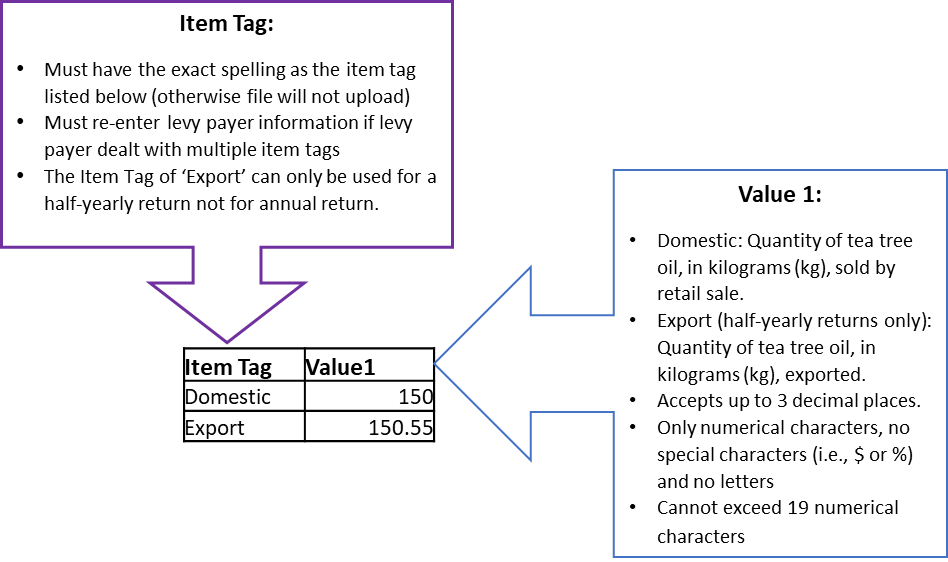 Item Tag:
• Must have the exact spelling as the item tag
listed below (otherwise file will not upload)
• Must re-enter levy payer information if levy
payer dealt with multiple item tags
• The Item Tag of ‘Export’ can only be used for a
half-yearly return not for annual return.
Value 1:
• Domestic: Quantity of tea tree
oil, in kilograms (kg), sold by
retail sale.
• Export (half-yearly returns only):
Quantity of tea tree oil, in
kilograms (kg), exported.
• Accepts up to 3 decimal places.
• Only numerical characters, no
special characters (i.e., $ or %)
and no letters
• Cannot exceed 19 numerical
characters
Item Tag Value1
Domestic 150
Export 150.55